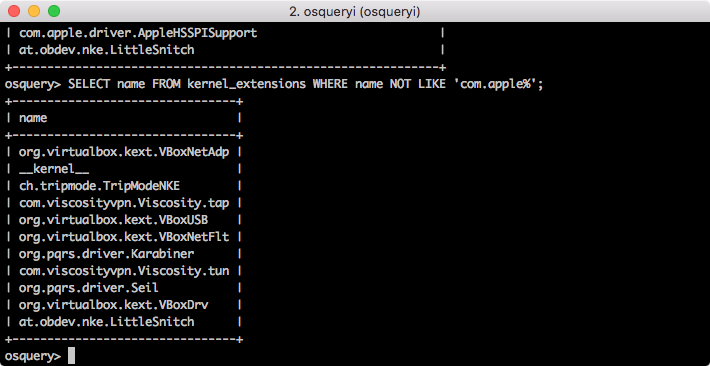 2. osqueryi (osqueryi)
| com.apple.driver.AppleHSSPISupport                          |
| at.obdev.nke.LittleSnitch                                   |
+-------------------------------------------------------------+
osquery> SELECT name FROM kernel_extensions WHERE name NOT LIKE 'com.apple%';
+--------------------------------+
| name                           |
+--------------------------------+
| org.virtualbox.kext.VBoxNetAdp |
| __kernel__                     |
| ch.tripmode.TripModeNKE        |
| com.viscosityvpn.Viscosity.tap |
| org.virtualbox.kext.VBoxUSB    |
| org.virtualbox.kext.VBoxNetFlt |
| org.pqrs.driver.Karabiner      |
| com.viscosityvpn.Viscosity.tun |
| org.pqrs.driver.Seil           |
| org.virtualbox.kext.VBoxDrv    |
| at.obdev.nke.LittleSnitch      |
+--------------------------------+
osquery>